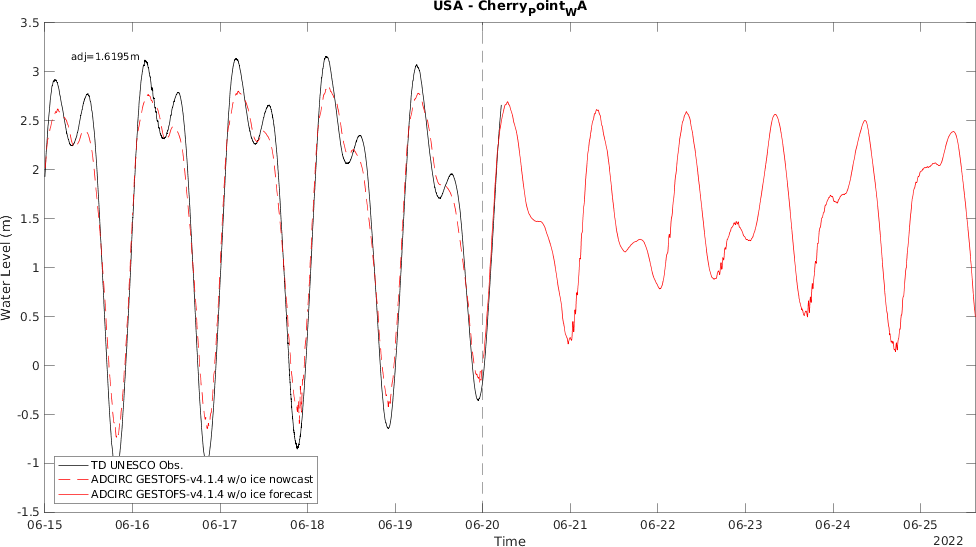 USA - Cherry_Point_WA
3.5
adj=1.6195m
3
2.5
2
1.5
1
0.5
0
-0.5
-1
-1.5
Water Level (m)
TD UNESCO Obs.
ADCIRC GESTOFS-v4.1.4 w/o ice nowcast
ADCIRC GESTOFS-v4.1.4 w/o ice forecast
06-15 06-16 06-17 06-18 06-19 06-20 06-21 06-22 06-23 06-24 06-25
Time
2022